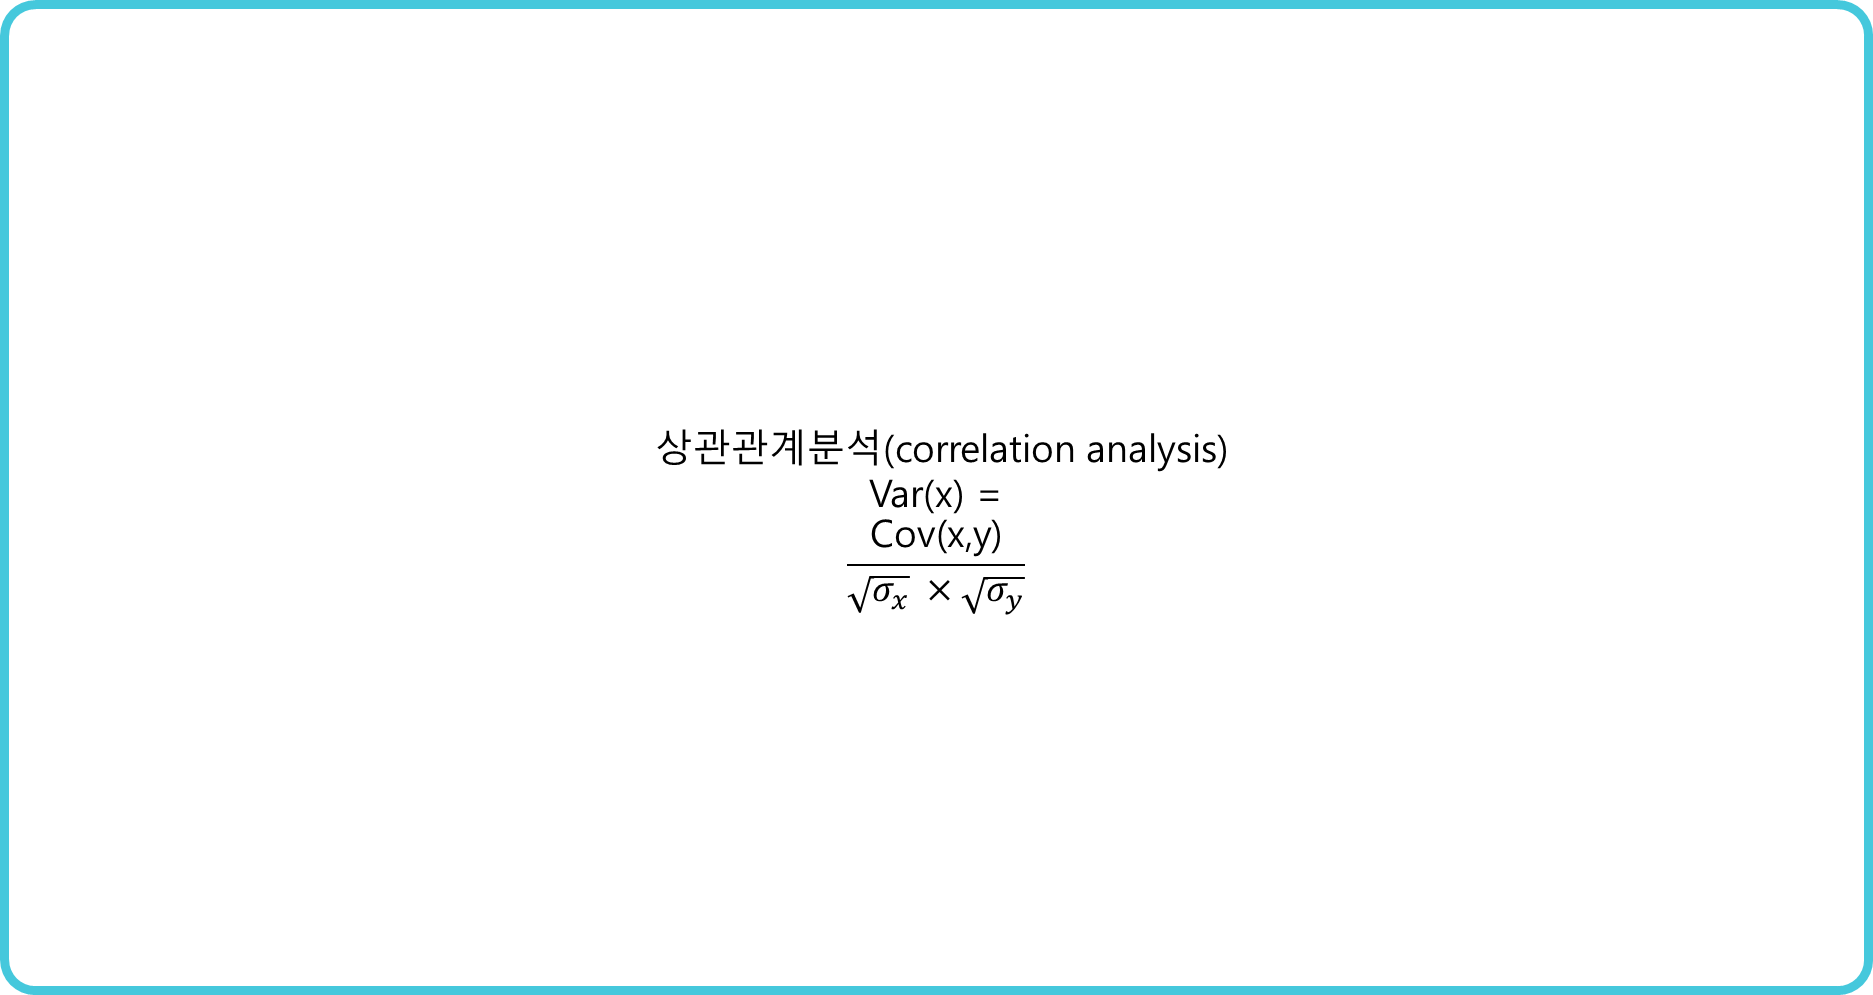 상관관계분석(correlation analysis)
Var(x) =
Cov(x,y)
√σx × √σy